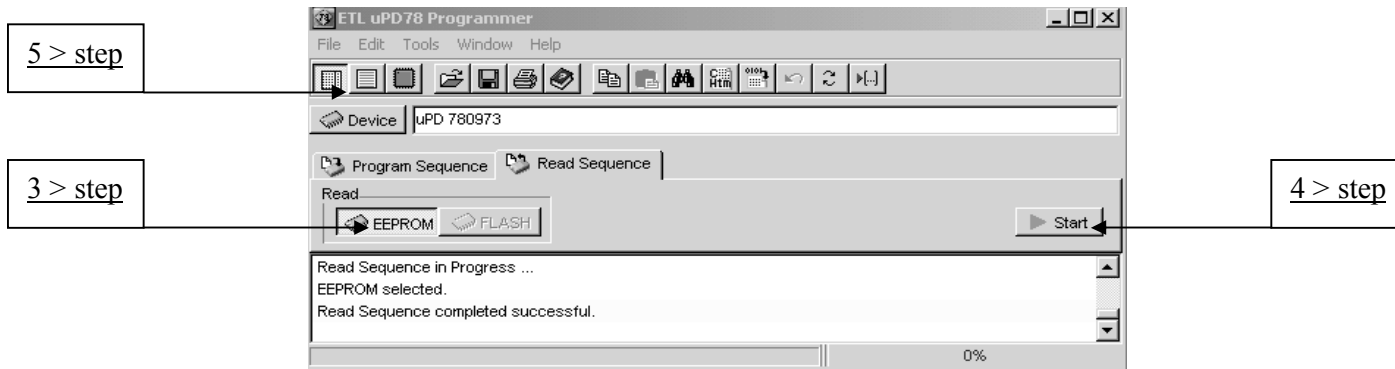 ETL uPD78 Programmer
File Edit Tools Window Help
5 > step
Device uPD 780973
Program Sequence Read Sequence
3 > step
Read
EEPROM FLASH
Start
4 > step
Read Sequence in Progress ...
EEPROM selected.
Read Sequence completed successful.
0%